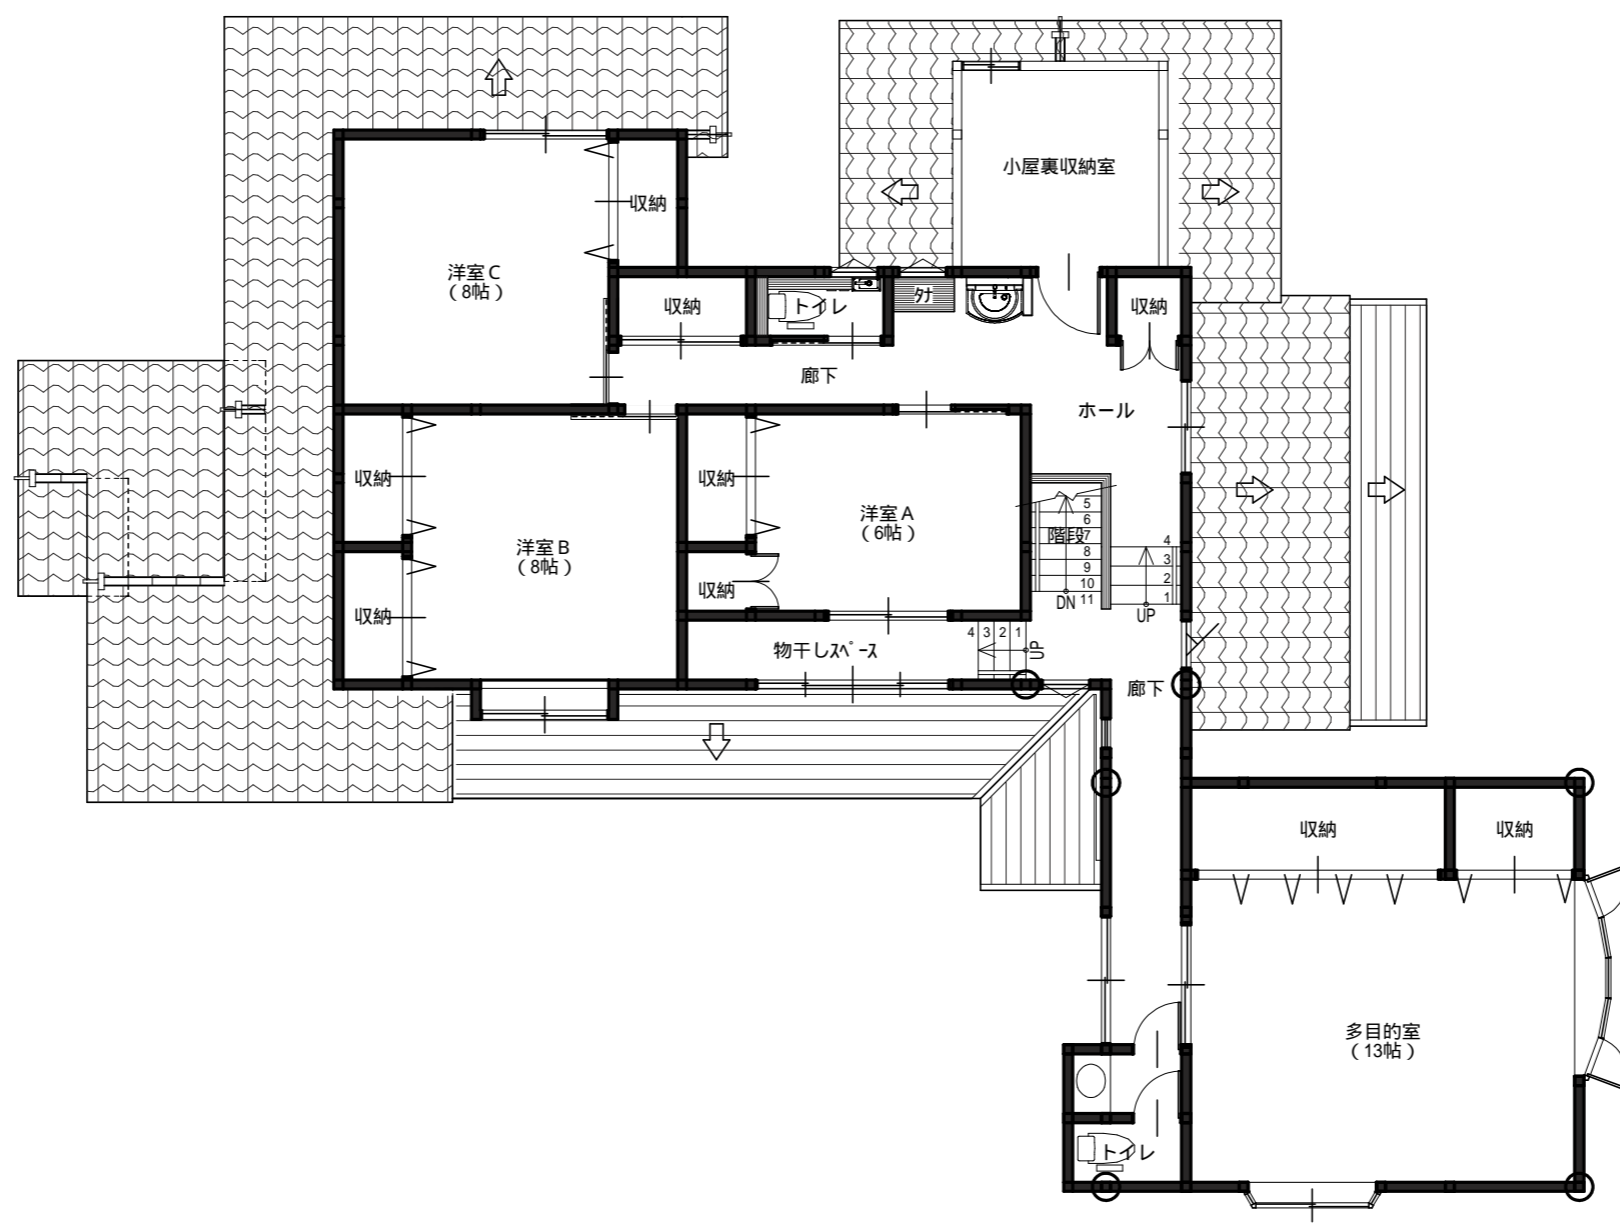 小屋裏収納室
収納
洋室C
(8帖)
収納
トイレ
タナ
収納
廊下
ホール
収納
収納
洋室A
(6帖)
洋室B
(8帖)
収納
収納
階段
5
6
7
8
9
10
11
DN
4
3
2
1
UP
物干しスペース
4 3 2 1
UP
廊下
収納
収納
多目的室
(13帖)
トイレ